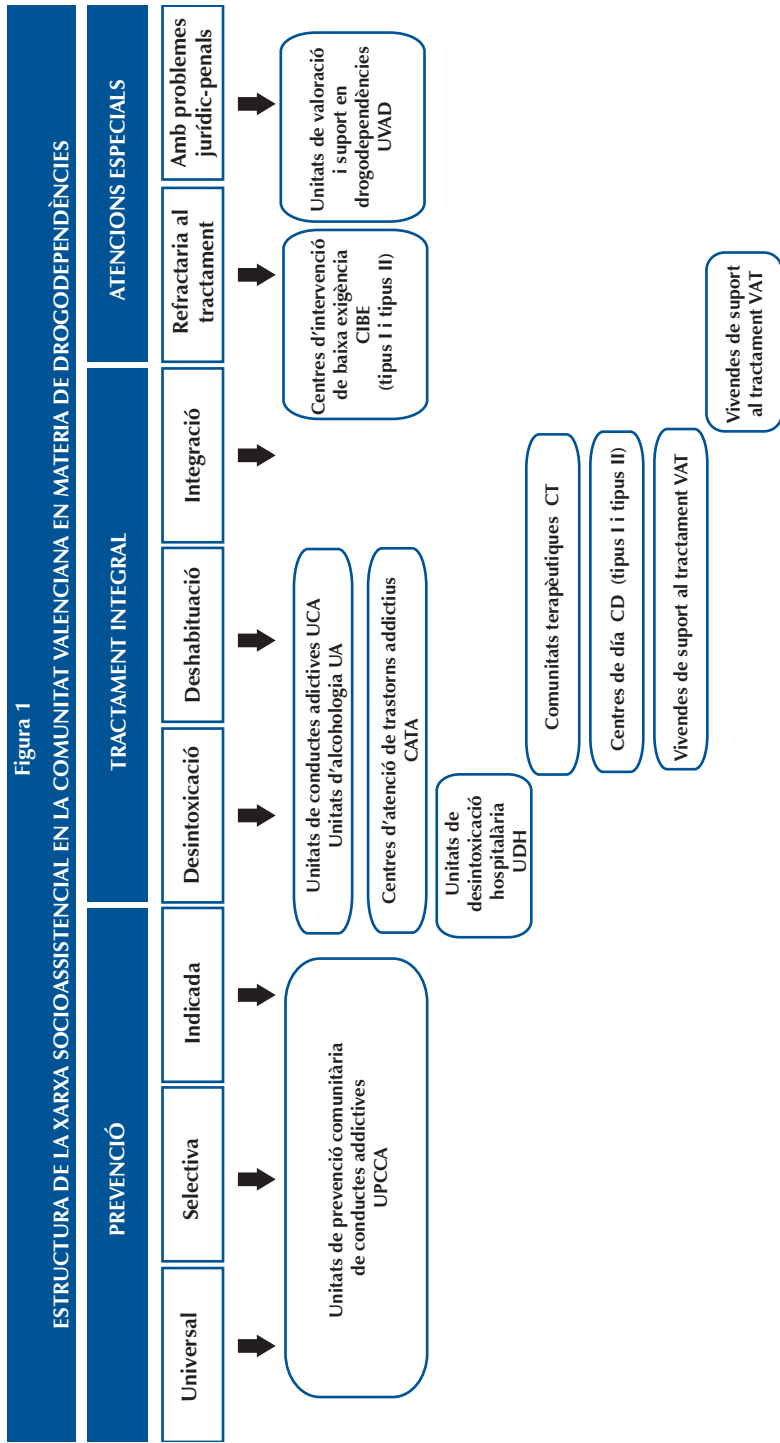 Figura 1
ESTRUCTURA DE LA XARXA SOCIOASSISTENCIAL EN LA COMUNITAT VALENCIANA EN MATERIA DE DROGODEPENDÈNCIES
PREVENCIÓ
TRACTAMENT INTEGRAL
ATENCIONS ESPECIALS
Universal
Selectiva
Indicada
Desintoxicació
Deshabituació
Integració
Refractaria al
tractament
Amb problemes
jurídic-penals
Unitats de prevenció comunitària
de conductes addictives
UPCCA
Unitats de conductes adictives UCA
Unitats d'alcohologia UA
Centres d'atenció de trastorns addictius
CATA
Unitats de
desintoxicació
hospitalària
UDH
Comunitats terapèutiques CT
Centres de día CD (tipus I i tipus II)
Vivendes de suport al tractament VAT
Centres d'intervenció
de baixa exigència
CIBE
(tipus I i tipus II)
Unitats de valoració
i suport en
drogodependències
UVAD
Vivendes de suport
al tractament VAT